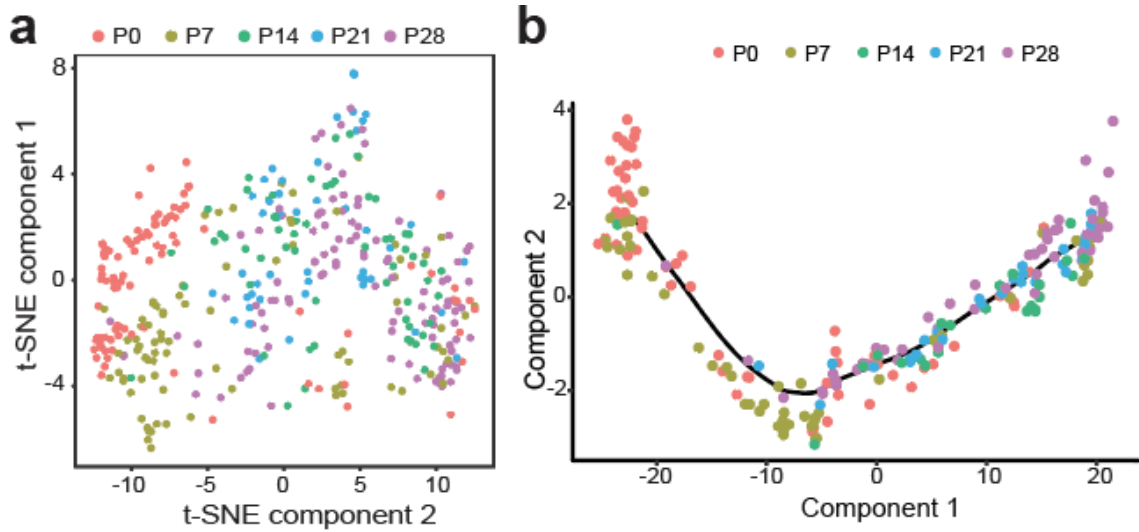 a
P0 P7 P14 P21 P28
8
4
0
-4
-10 -5 0 5 10
t-SNE component 1
t-SNE component 2
b
P0 P7 P14 P21 P28
4
2
0
-2
-20 -10 0 10 20
Component 2
Component 1